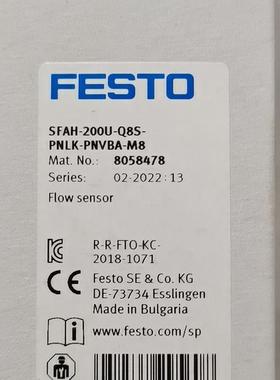 FESTO
SFAH-200U-Q8S-
PNLK-PNVBA-M8
Mat. No.: 8058478
Series: 02-2022:13
Flow sensor
R-R-FTO-KC-
2018-1071
CE Festo SE & Co. KG
DE-73734 Esslingen
Made in Bulgaria
www.festo.com/sp